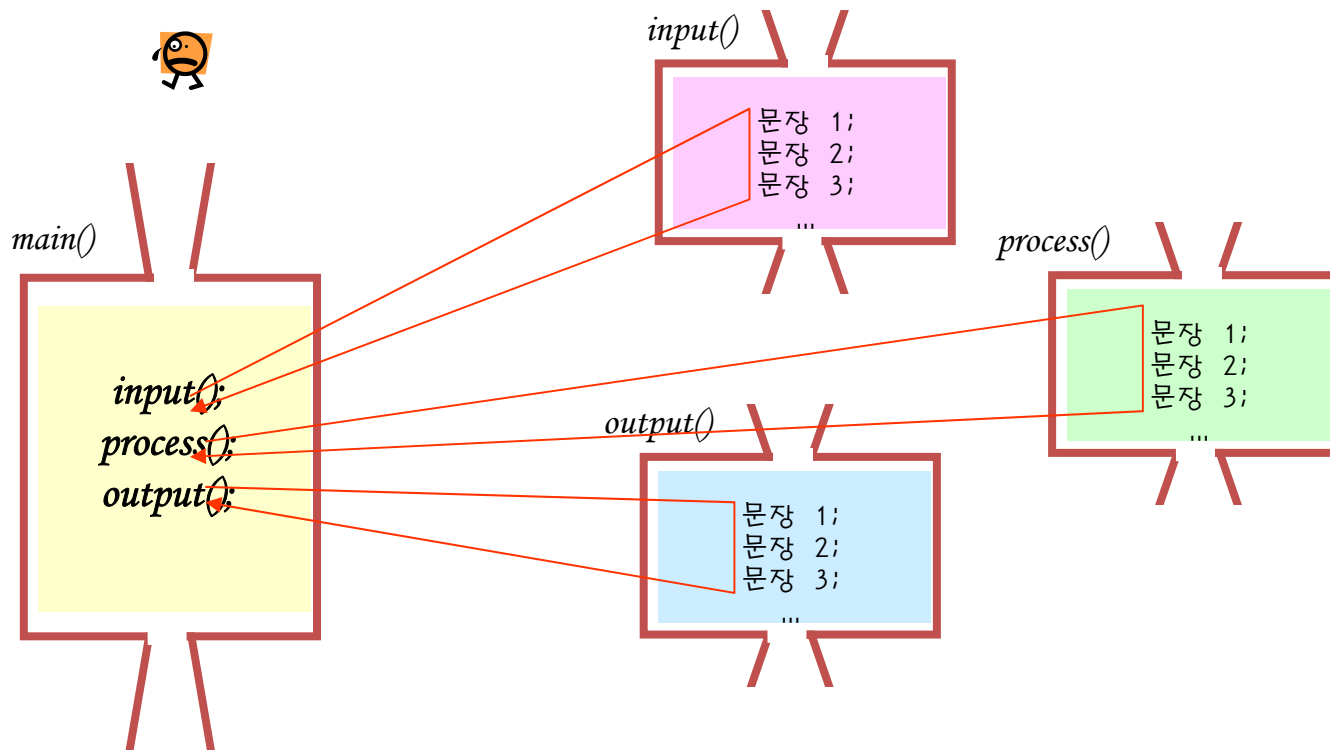 main()
input();
process();
output();
input()
문장 1;
문장 2;
문장 3;
...
process()
문장 1;
문장 2;
문장 3;
...
output()
문장 1;
문장 2;
문장 3;
...